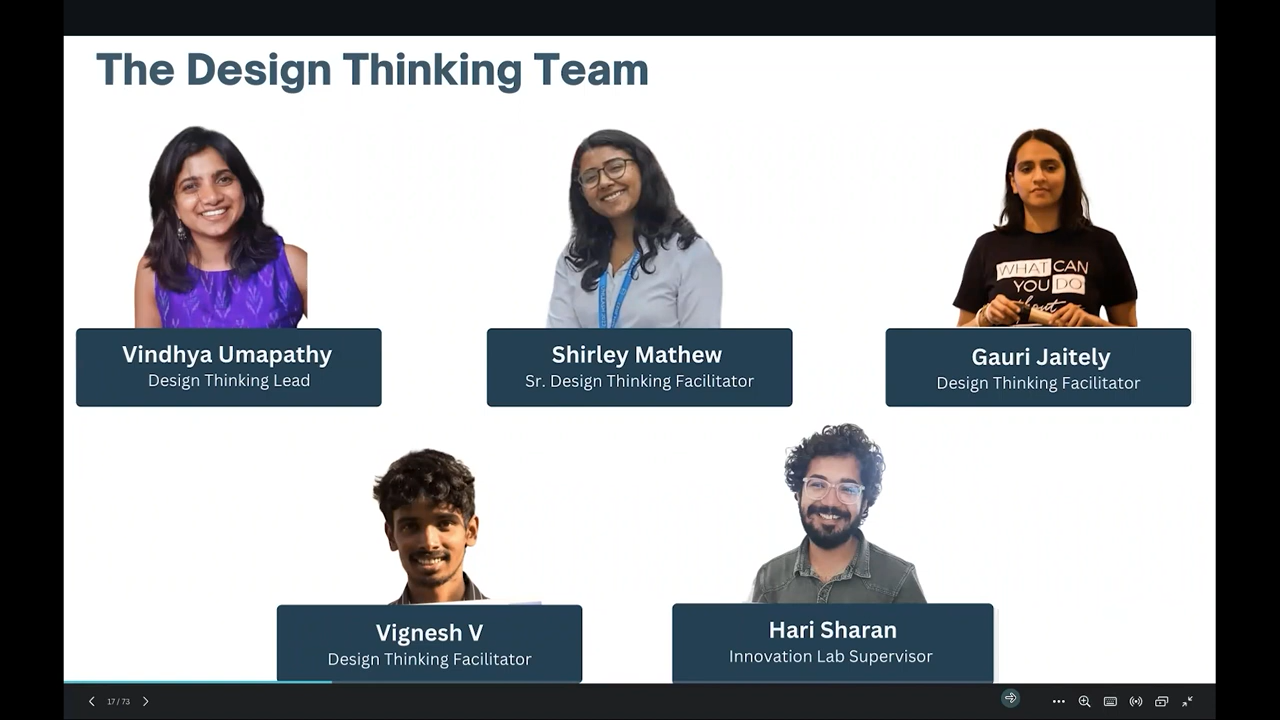 The Design Thinking Team
WHAT CAN
YOU DO
without
Vindhya Umapathy
Design Thinking Lead
Shirley Mathew
Sr. Design Thinking Facilitator
Gauri Jaitely
Design Thinking Facilitator
Vignesh V
Design Thinking Facilitator
Hari Sharan
Innovation Lab Supervisor
17 / 73